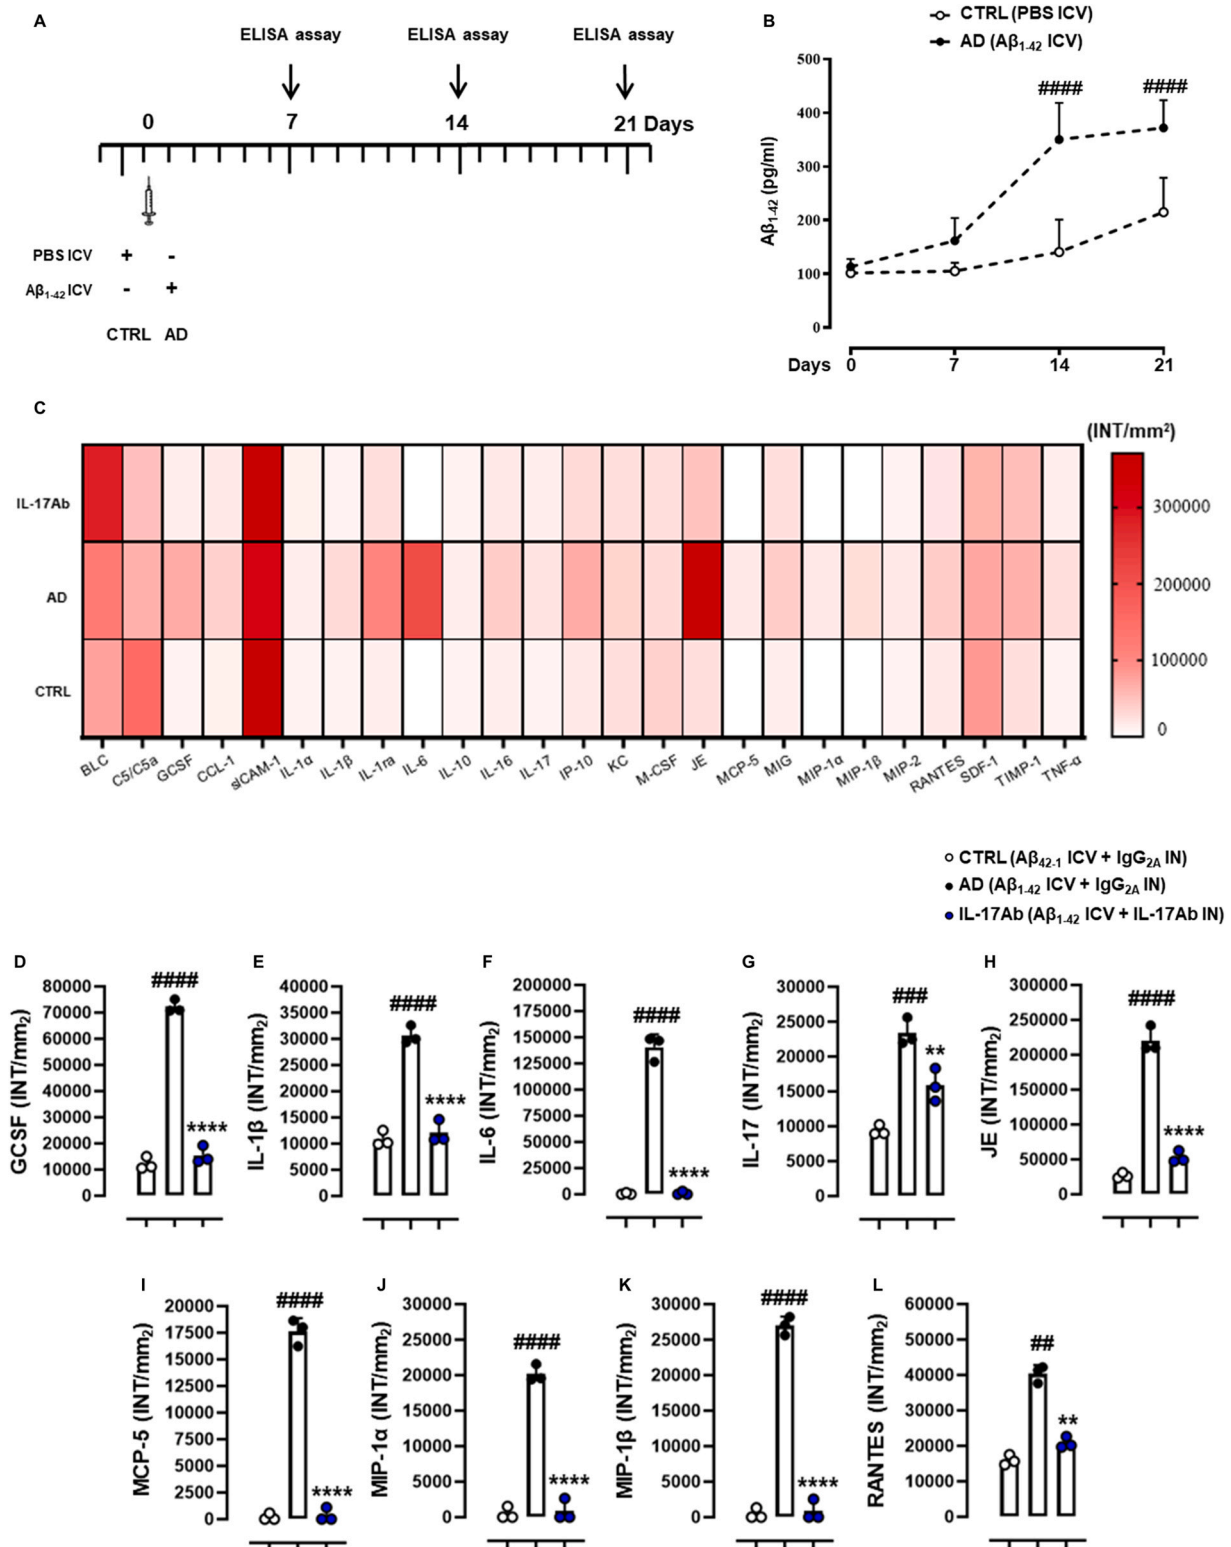 A
ELISA assay ELISA assay ELISA assay
0 7 14 21 Days
PBS ICV + -
Aβ1-42 ICV - +
CTRL AD
B
CTRL (PBS ICV)
AD (Aβ1-42 ICV)
Aβ1-42 (pg/ml)
500
400
300
200
100
0
#### ####
Days 0 7 14 21
C
(INT/mm²)
IL-17Ab
AD
CTRL
300000
200000
100000
0
BLC C5/C5a GCSF CCL-1 sICAM-1 IL-1α IL-1β IL-1ra IL-6 IL-10 IL-16 IL-17 IP-10 KC M-CSF JE MCP-5 MIG MIP-1α MIP-1β MIP-2 RANTES SDF-1 TIMP-1 TNF-α
CTRL (Aβ42-1 ICV + IgG2A IN)
AD (Aβ1-42 ICV + IgG2A IN)
IL-17Ab (Aβ1-42 ICV + IL-17Ab IN)
D
GCSF (INT/mm2)
80000
70000
60000
50000
40000
30000
20000
10000
0
####
****
E
IL-1β (INT/mm2)
40000
35000
30000
25000
20000
15000
10000
5000
0
####
****
F
IL-6 (INT/mm2)
200000
175000
150000
125000
100000
75000
50000
25000
0
####
****
G
IL-17 (INT/mm2)
30000
25000
20000
15000
10000
5000
0
###
**
H
JE (INT/mm2)
300000
250000
200000
150000
100000
50000
0
####
****
I
MCP-5 (INT/mm2)
20000
17500
15000
12500
10000
7500
5000
2500
0
####
****
J
MIP-1α (INT/mm2)
30000
25000
20000
15000
10000
5000
0
####
****
K
MIP-1β (INT/mm2)
30000
25000
20000
15000
10000
5000
0
####
****
L
RANTES (INT/mm2)
60000
50000
40000
30000
20000
10000
0
##
**